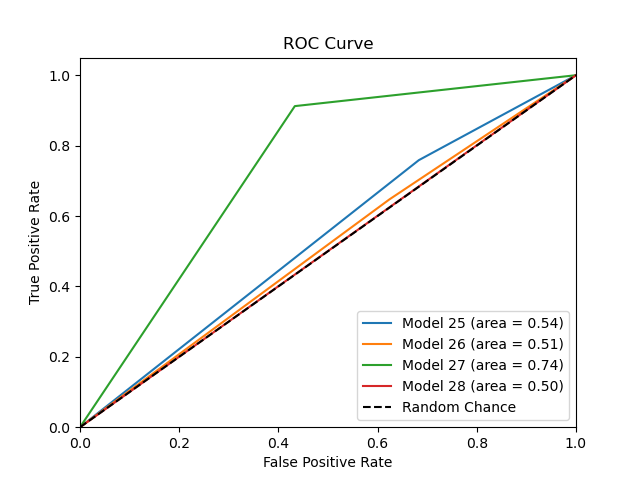 ROC Curve
True Positive Rate
1.0
0.8
0.6
0.4
0.2
0.0
0.0 0.2 0.4 0.6 0.8 1.0
False Positive Rate
Model 25 (area = 0.54)
Model 26 (area = 0.51)
Model 27 (area = 0.74)
Model 28 (area = 0.50)
Random Chance